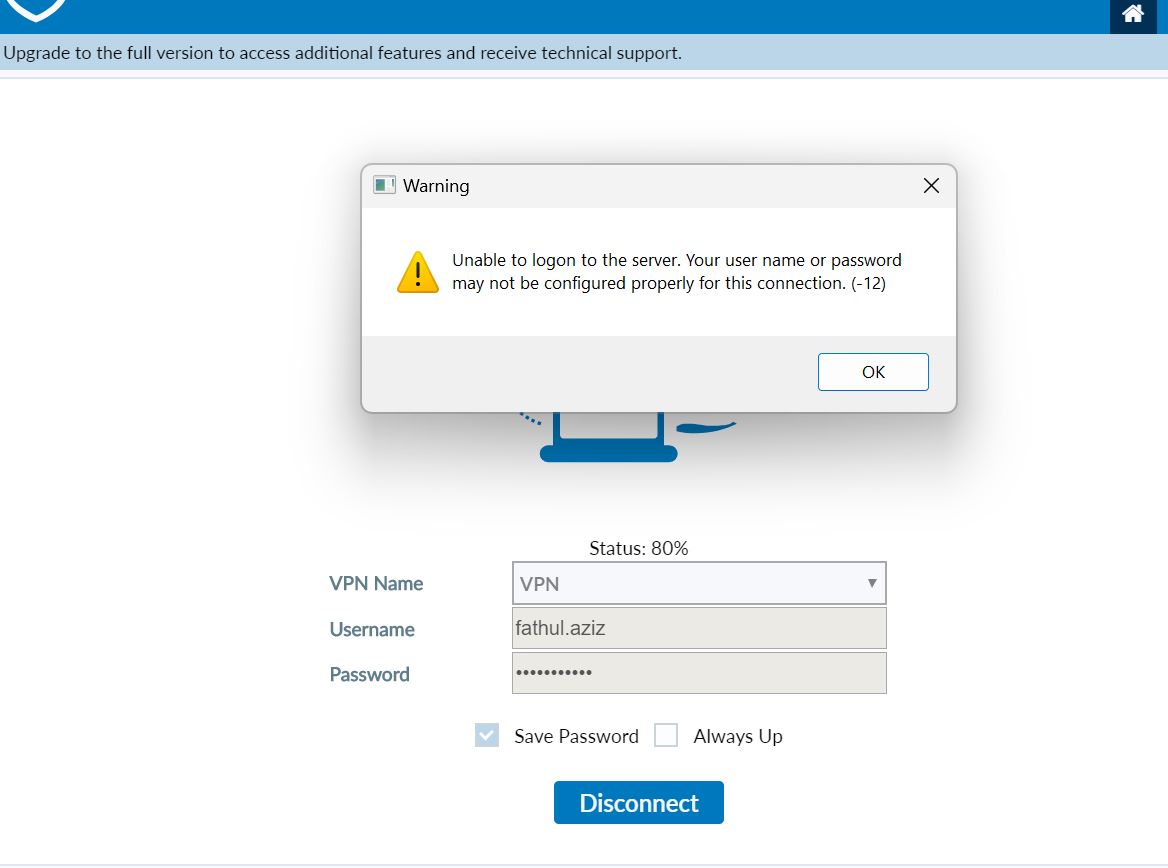 Upgrade to the full version to access additional features and receive technical support.
Warning
Unable to logon to the server. Your user name or password
may not be configured properly for this connection. (-12)
OK
Status: 80%
VPN Name
VPN
Username
fathul.aziz
Password
•••••••••••
Save Password
Always Up
Disconnect